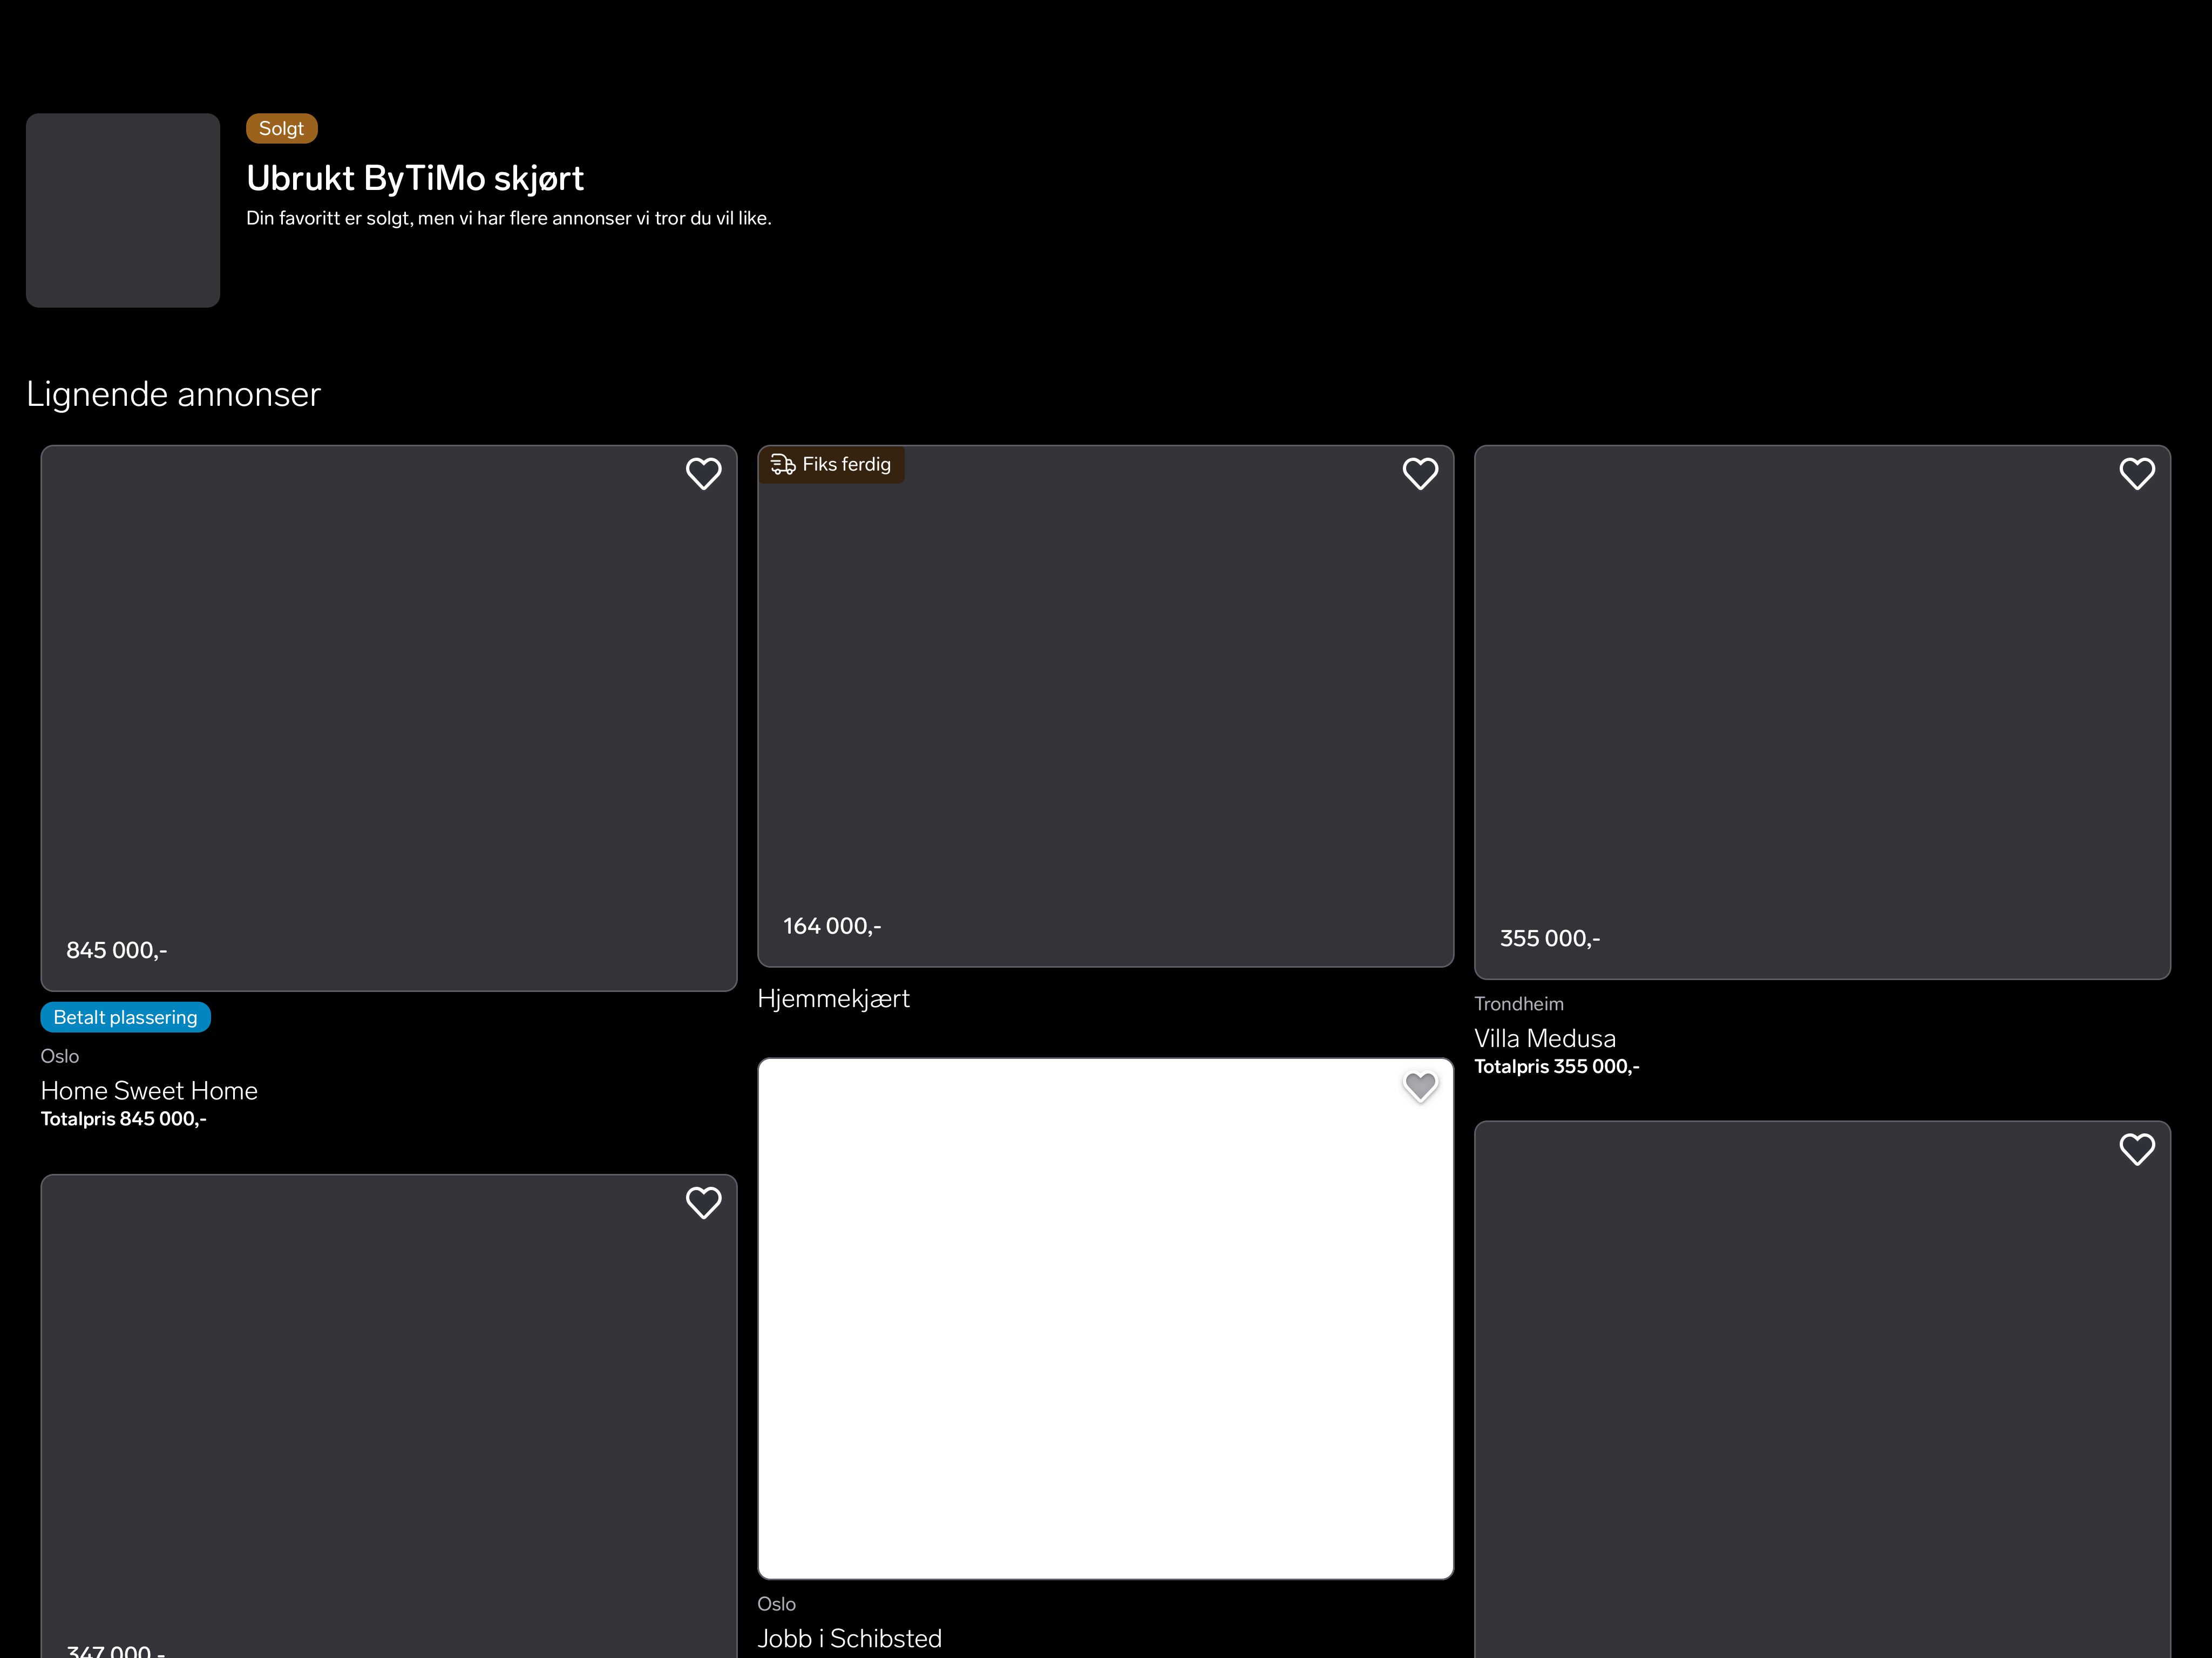 Solgt
Ubrukt ByTiMo skjørt
Din favoritt er solgt, men vi har flere annonser vi tror du vil like.
Lignende annonser
845 000,-
Betalt plassering
Oslo
Home Sweet Home
Totalpris 845 000,-
Fiks ferdig
164 000,-
Hjemmekjært
355 000,-
Trondheim
Villa Medusa
Totalpris 355 000,-
347 000,-
Oslo
Jobb i Schibsted